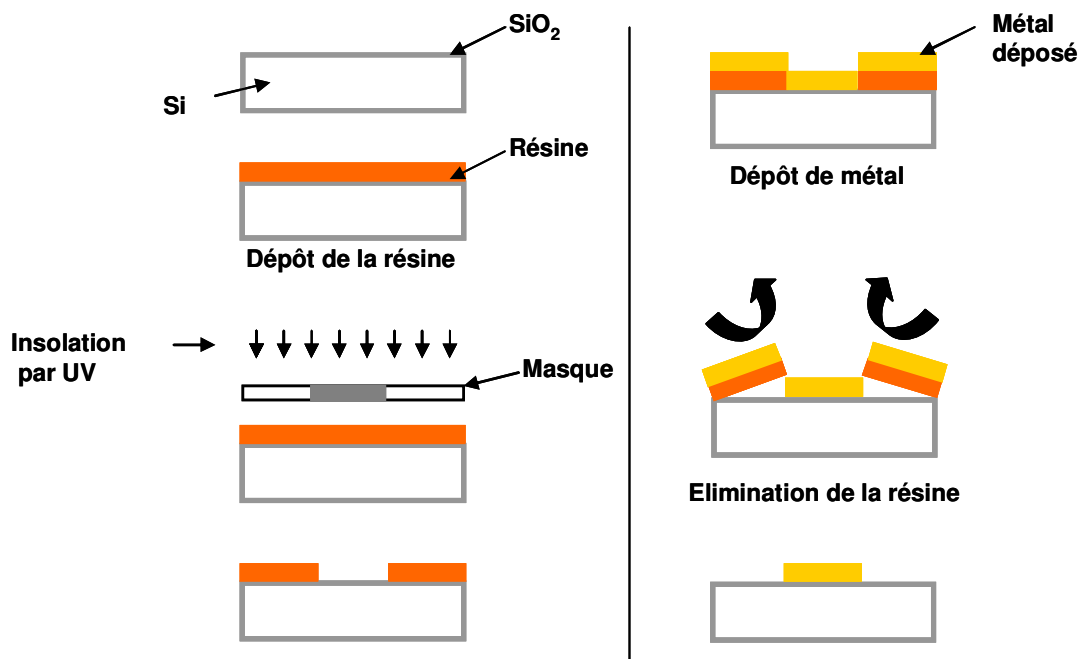 SiO2
Si
Résine
Dépôt de la résine
Insolation
par UV
Masque
Métal
déposé
Dépôt de métal
Elimination de la résine